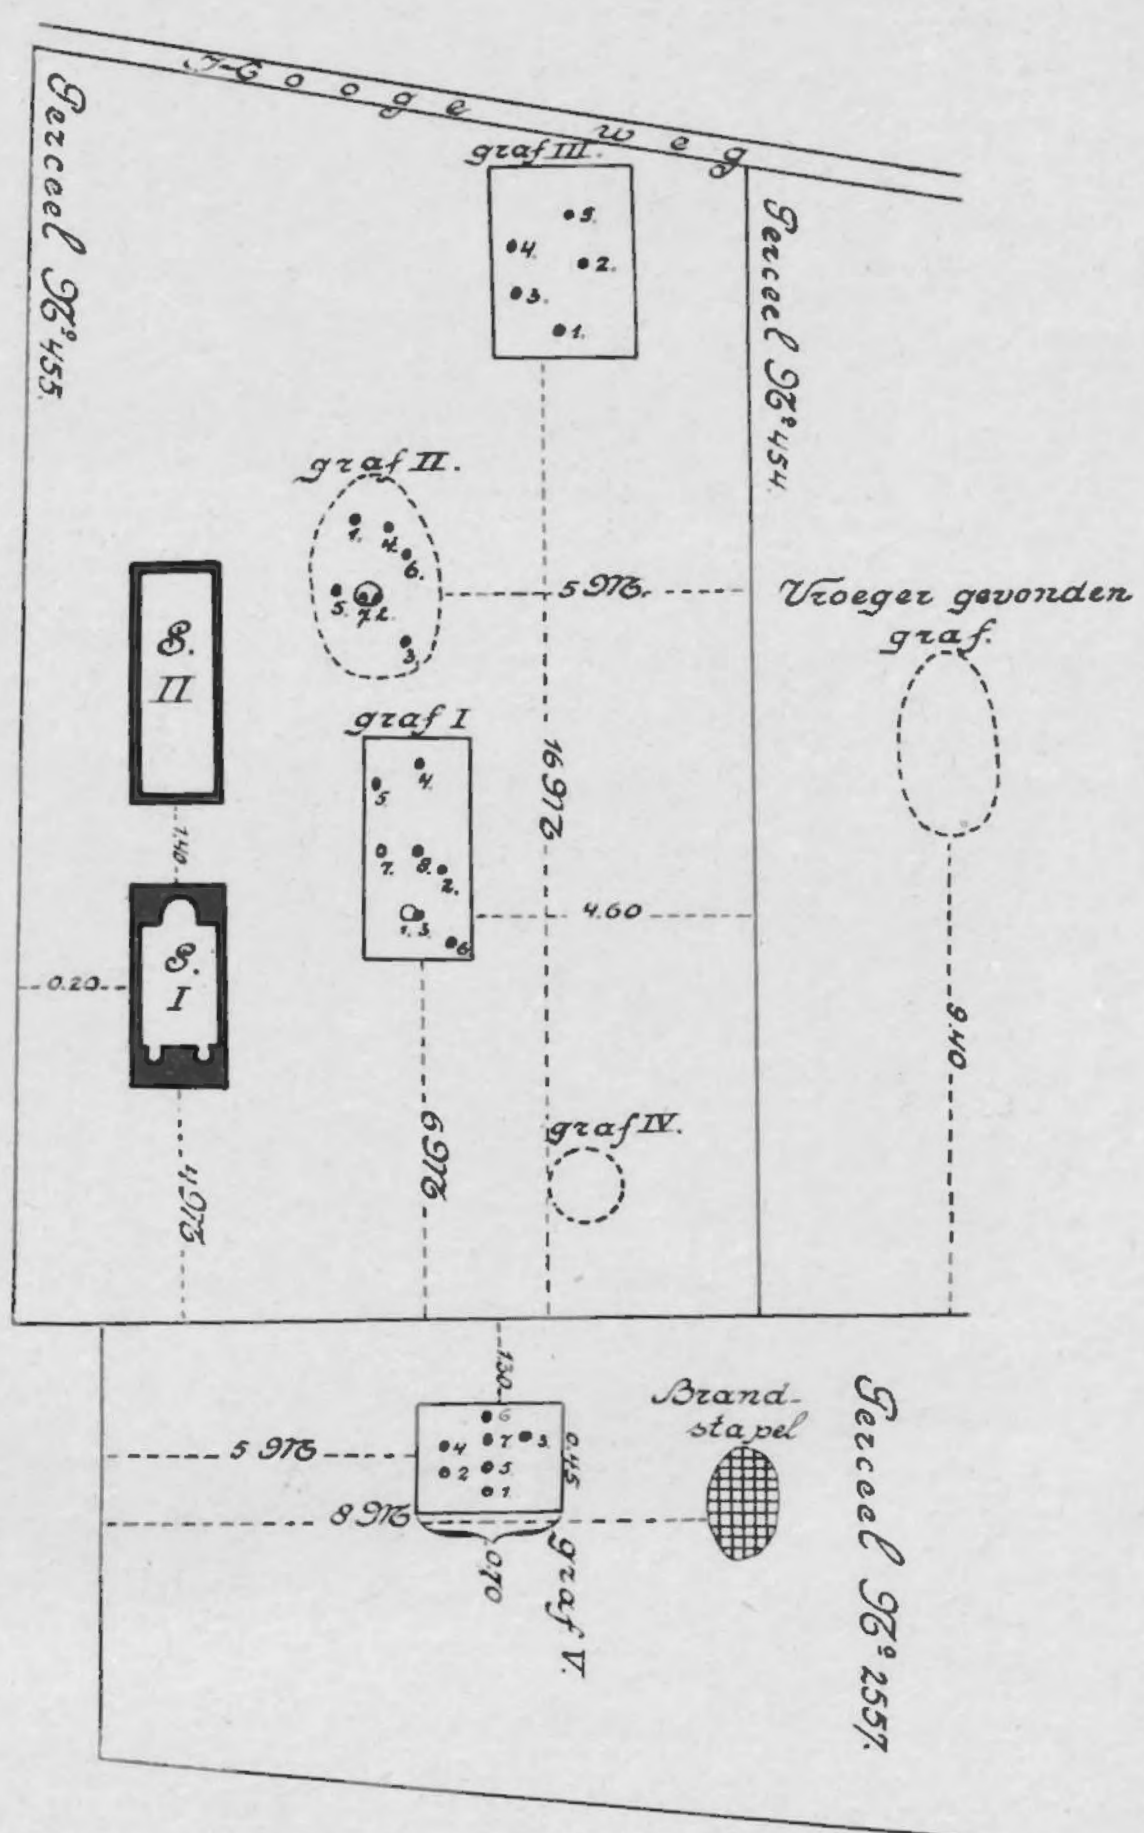 Hooge weg
Perceel No 455.
graf III.
5.
4.
2.
3.
1.
Perceel No 454.
graf II.
1.
4.
6.
5.
7.2.
3.
5 M.
Vroeger gevonden
graf.
II
graf I
4.
5.
7.
8.
2.
1.3.
6
16 M
1.40
4.60
I
0.20
9.40
graf IV.
6 M
4 M
1.30
6
4
7
3.
2
5
1
0.45
5 M
8 M
0.70
graf V.
Brand-
stapel
Perceel No 2557.